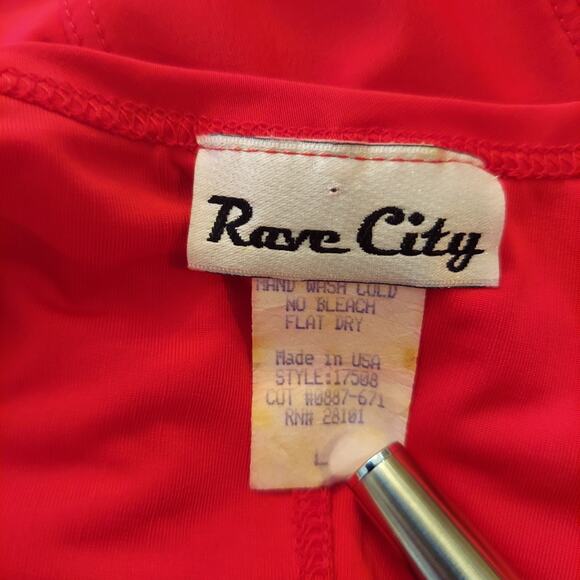 Rave City
HAND WASH COLD
NO BLEACH
FLAT DRY
Made in USA
STYLE:17508
CUT #0887-671
RN# 28101
L